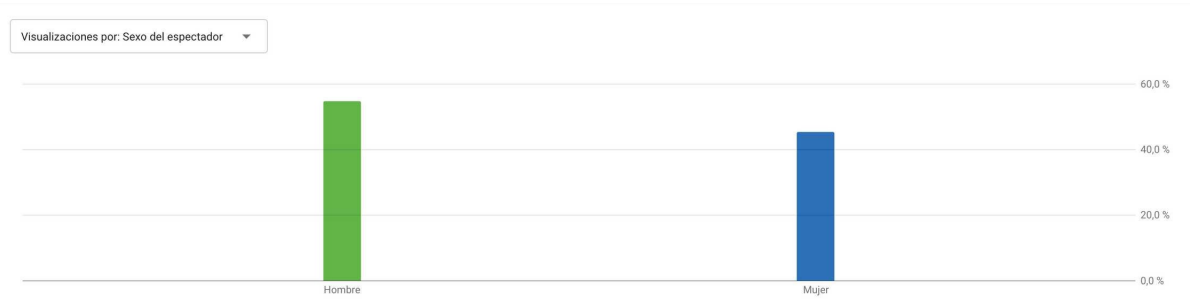 Visualizaciones por: Sexo del espectador
60,0 %
40,0 %
20,0 %
0,0 %
Hombre
Mujer